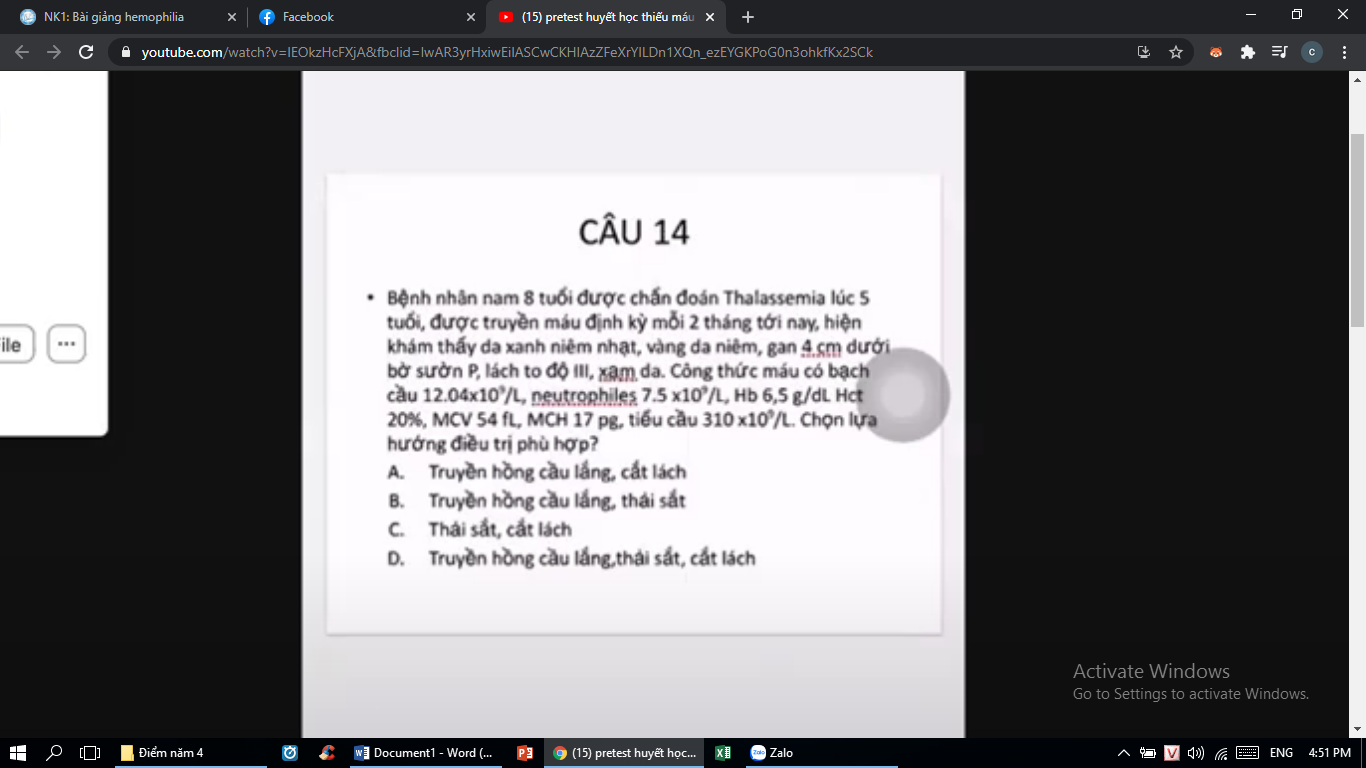 NK1: Bài giảng hemophilia
Facebook
(15) pretest huyết học thiếu máu
youtube.com/watch?v=IEOkzHcFXjA&fbclid=IwAR3yrHxiwEilASCwCKHIAzZFeXrYlLDn1XQn_ezEYGKPoG0n3ohkfKx2SCk
c
ile
CÂU 14
• Bệnh nhân nam 8 tuổi được chẩn đoán Thalassemia lúc 5
tuổi, được truyền máu định kỳ mỗi 2 tháng tới nay, hiện
khám thấy da xanh niêm nhạt, vàng da niêm, gan 4 cm dưới
bờ sườn P, lách to độ III, xạm da. Công thức máu có bạch
cầu 12.04x10⁹/L, neutrophiles 7.5 x10⁹/L, Hb 6,5 g/dL Hct
20%, MCV 54 fL, MCH 17 pg, tiểu cầu 310 x10⁹/L. Chọn lựa
hướng điều trị phù hợp?
A. Truyền hồng cầu lắng, cắt lách
B. Truyền hồng cầu lắng, thải sắt
C. Thải sắt, cắt lách
D. Truyền hồng cầu lắng,thải sắt, cắt lách
Activate Windows
Go to Settings to activate Windows.
Điểm năm 4
Document1 - Word (...
(15) pretest huyết học...
Zalo
ENG
4:51 PM